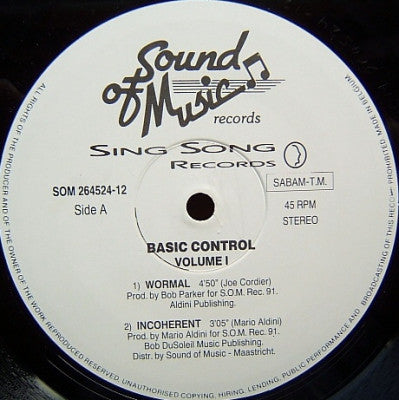 Sound
of Music
records
SING SONG
RECORDS
SOM 264524-12
Side A
SABAM-T.M.
45 RPM
STEREO
BASIC CONTROL
VOLUME I
1) WORMAL 4'50" (Joe Cordier)
Prod. by Bob Parker for S.O.M. Rec. 91.
Aldini Publishing.
2) INCOHERENT 3'05" (Mario Aldini)
Prod. by Mario Aldini for S.O.M. Rec. 91.
Bob DuSoleil Music Publishing.
Distr. by Sound of Music - Maastricht.
ALL RIGHTS OF THE PRODUCER AND OF THE OWNER OF THE WORK REPRODUCED RESERVED, UNAUTHORISED COPYING, HIRING, LENDING, PUBLIC PERFORMANCE AND BROADCASTING OF THIS RECORD PROHIBITED. MADE IN BELGIUM